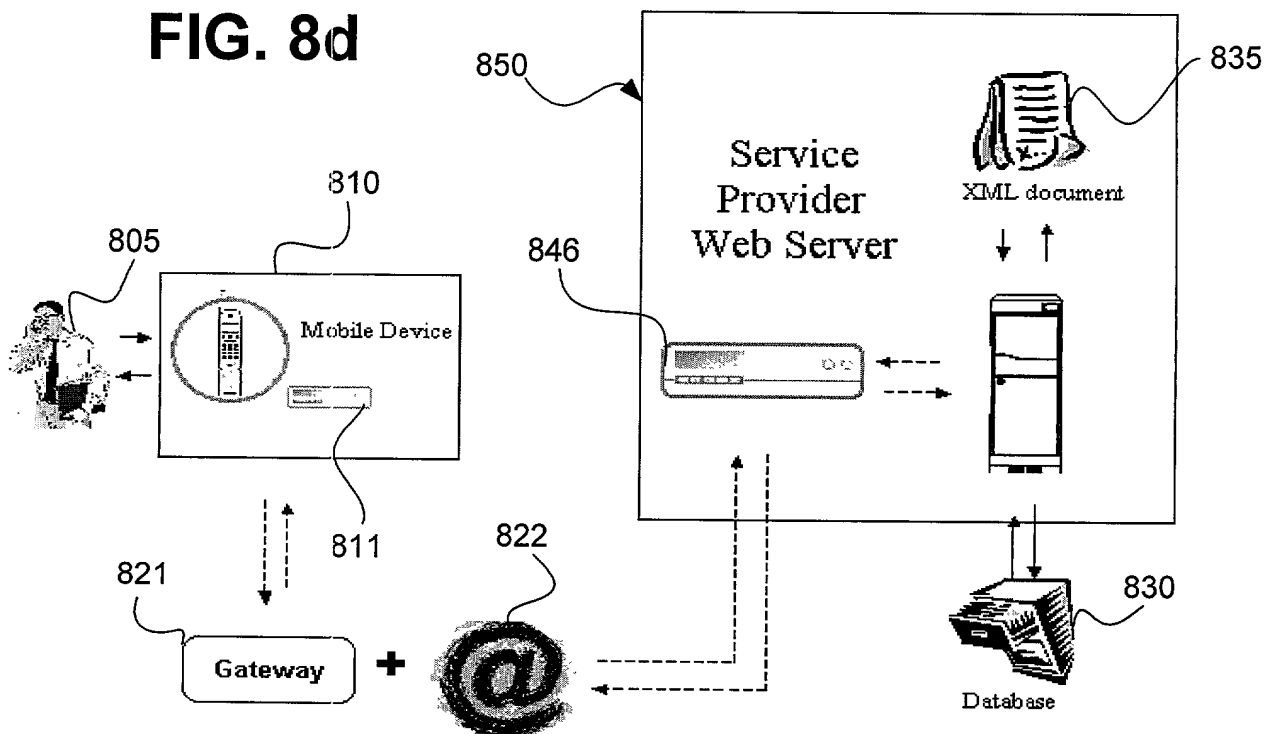 FIG. 8d
850
835
Service
Provider
Web Server
XML document
810
805
846
Mobile Device
811
822
821
Gateway
+
@
830
Database